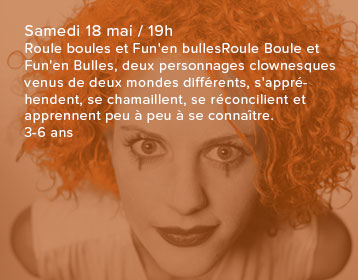 Samedi 18 mai / 19h
Roule boules et Fun'en bullesRoule Boule et
Fun'en Bulles, deux personnages clownesques
venus de deux mondes différents, s'appré-
hendent, se chamaillent, se réconcilient et
apprennent peu à peu à se connaître.
3-6 ans